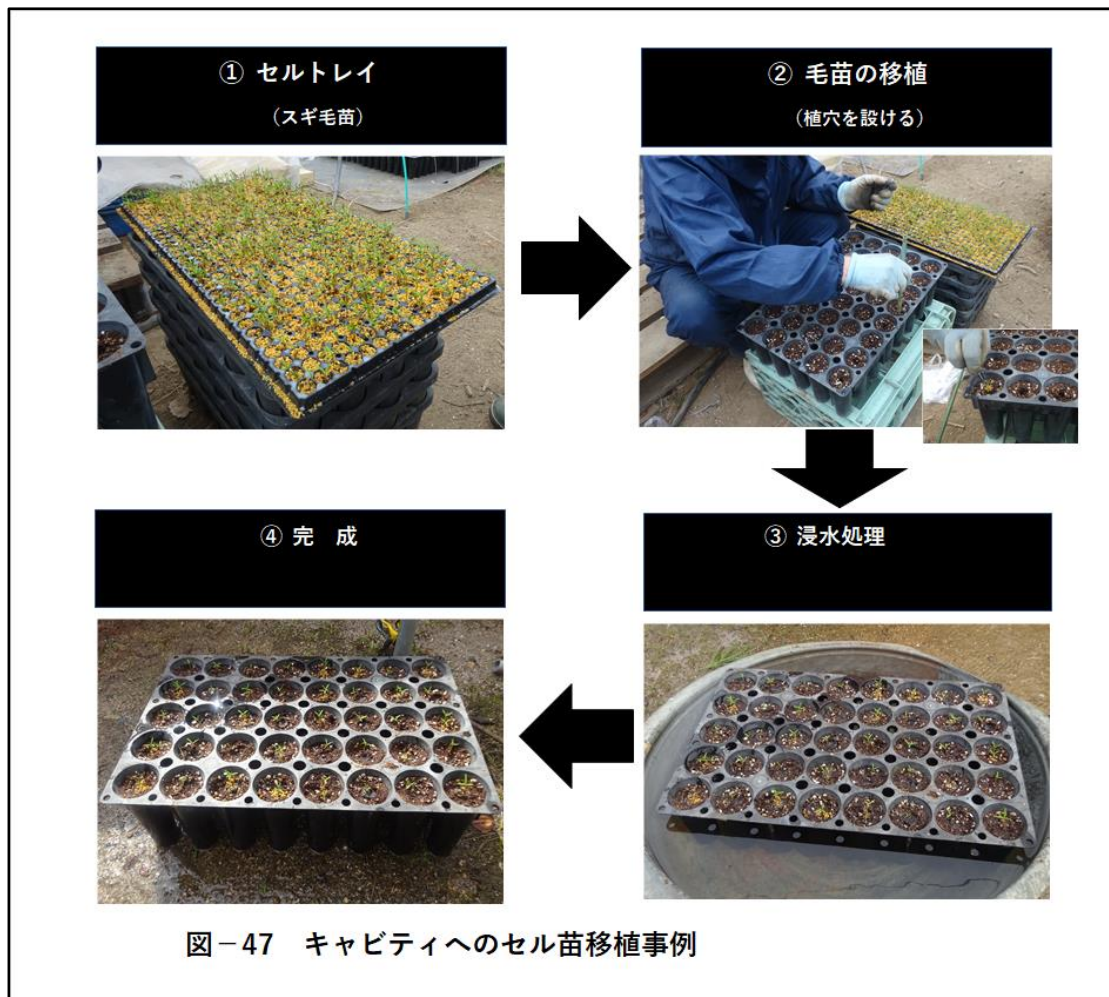 ① セルトレイ
（スギ毛苗）
② 毛苗の移植
（植穴を設ける）
③ 浸水処理
④ 完　成
図－47　キャビティへのセル苗移植事例